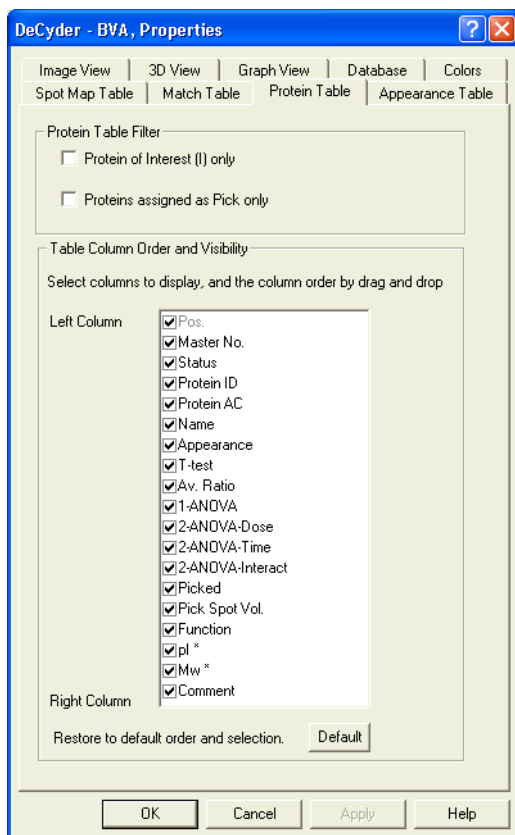 DeCyder - BVA, Properties
Image View 3D View Graph View Database Colors
Spot Map Table Match Table Protein Table Appearance Table
Protein Table Filter
Protein of Interest (I) only
Proteins assigned as Pick only
Table Column Order and Visibility
Select columns to display, and the column order by drag and drop
Left Column
Pos.
Master No.
Status
Protein ID
Protein AC
Name
Appearance
T-test
Av. Ratio
1-ANOVA
2-ANOVA-Dose
2-ANOVA-Time
2-ANOVA-Interact
Picked
Pick Spot Vol.
Function
pI *
Mw *
Comment
Right Column
Restore to default order and selection. Default
OK Cancel Apply Help